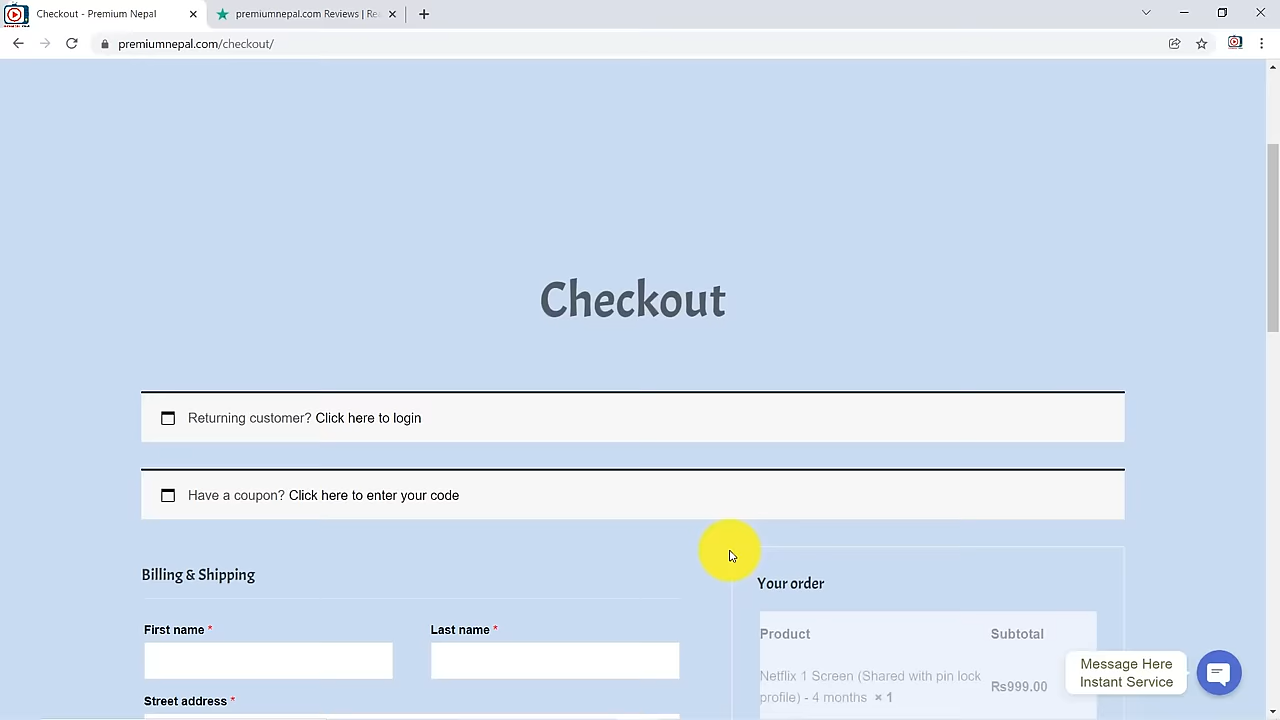 Checkout - Premium Nepal
premiumnepal.com Reviews | Re
premiumnepal.com/checkout/
Checkout
Returning customer? Click here to login
Have a coupon? Click here to enter your code
Billing & Shipping
First name *
Last name *
Street address *
Your order
Product Subtotal
Netflix 1 Screen (Shared with pin lock
profile) - 4 months × 1
Rs999.00
Message Here
Instant Service